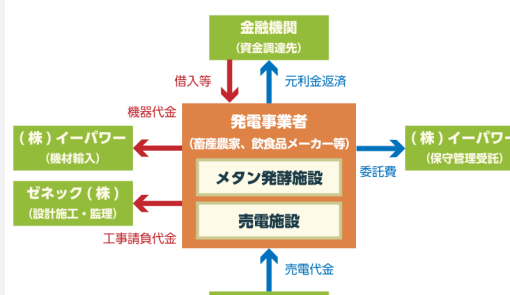 金融機関
(資金調達先)
借入等
元利金返済
機器代金
発電事業者
(畜産農家、飲食品メーカー等)
(株)イーパワー
(機材輸入)
(株)イーパワー
(保守管理受託)
メタン発酵施設
委託費
ゼネック(株)
(設計施工・監理)
売電施設
工事請負代金
売電代金